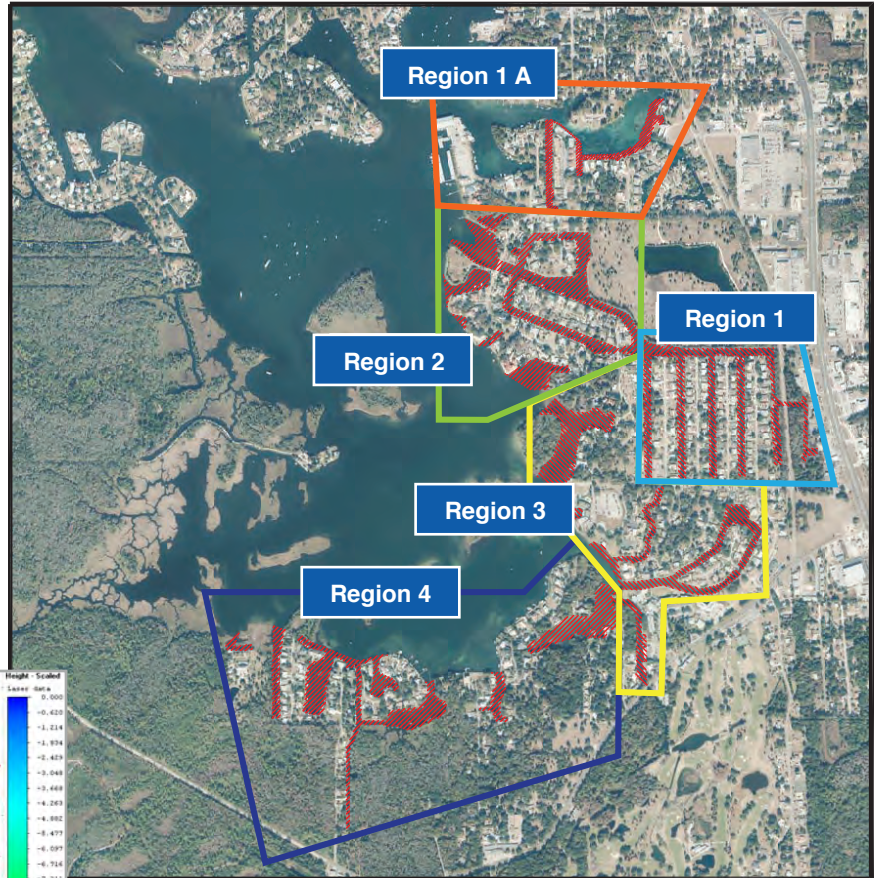 Region 1 A
Region 1
Region 2
Region 3
Region 4
Height - Scaled
Laser data
0.000
-0.620
-1.214
-1.834
-2.429
-3.048
-3.668
-4.263
-4.882
-8.477
-6.097
-6.716